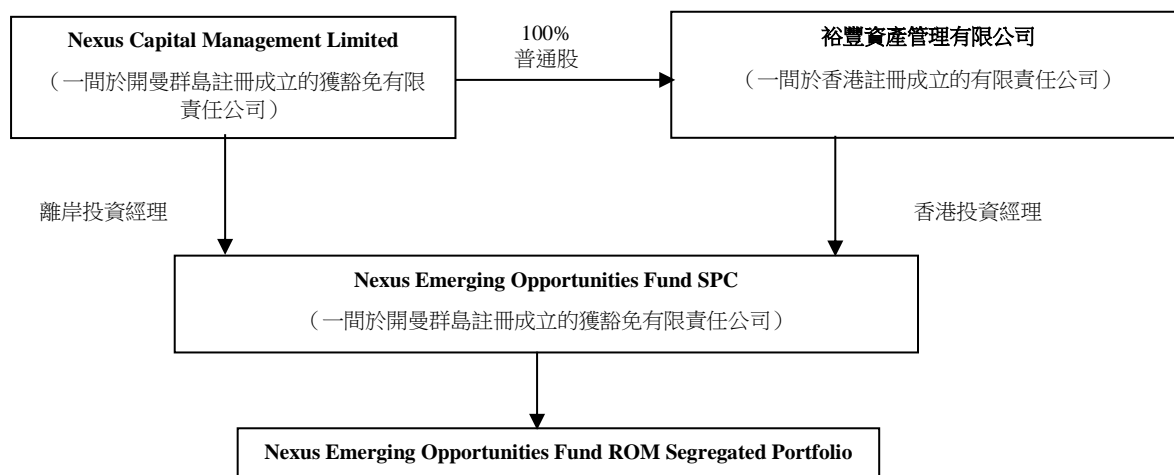 Nexus Capital Management Limited
（一間於開曼群島註冊成立的獲豁免有限
責任公司）
100%
普通股
裕豐資產管理有限公司
（一間於香港註冊成立的有限責任公司）
離岸投資經理
香港投資經理
Nexus Emerging Opportunities Fund SPC
（一間於開曼群島註冊成立的獲豁免有限責任公司）
Nexus Emerging Opportunities Fund ROM Segregated Portfolio